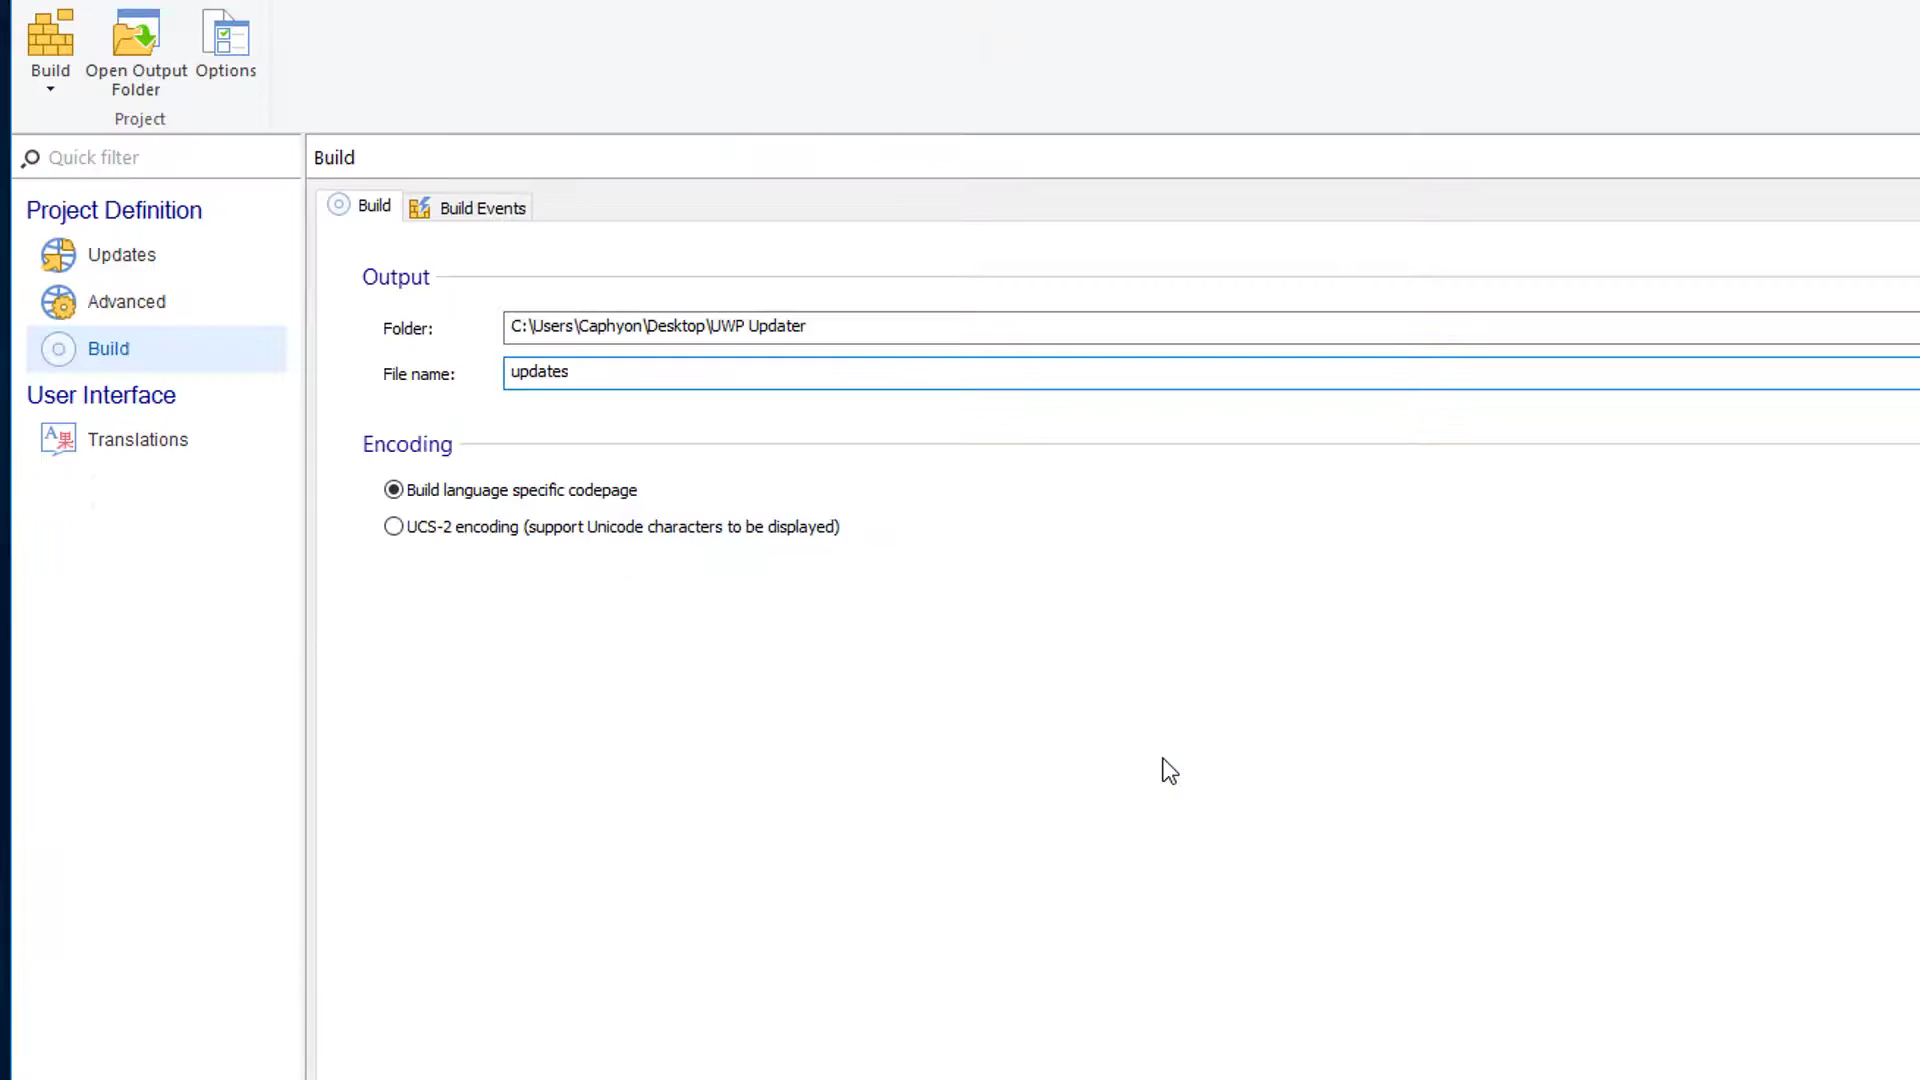 Build
Open Output
Folder
Options
Project
Quick filter
Build
Project Definition
Updates
Advanced
Build
User Interface
A果
Translations
Build
Build Events
Output
Folder:
C:\Users\Caphyon\Desktop\UWP Updater
File name:
updates
Encoding
Build language specific codepage
UCS-2 encoding (support Unicode characters to be displayed)